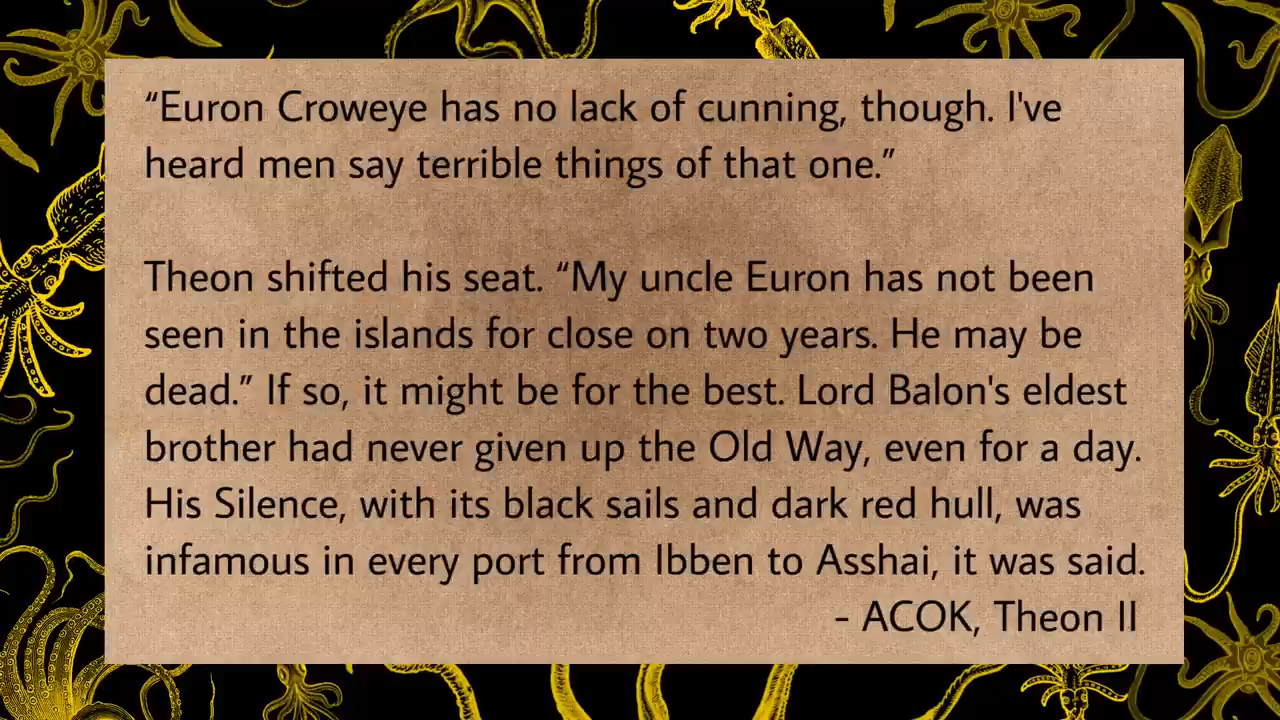 “Euron Croweye has no lack of cunning, though. I've
heard men say terrible things of that one.”
Theon shifted his seat. “My uncle Euron has not been
seen in the islands for close on two years. He may be
dead.” If so, it might be for the best. Lord Balon's eldest
brother had never given up the Old Way, even for a day.
His Silence, with its black sails and dark red hull, was
infamous in every port from Ibben to Asshai, it was said.
- ACOK, Theon II